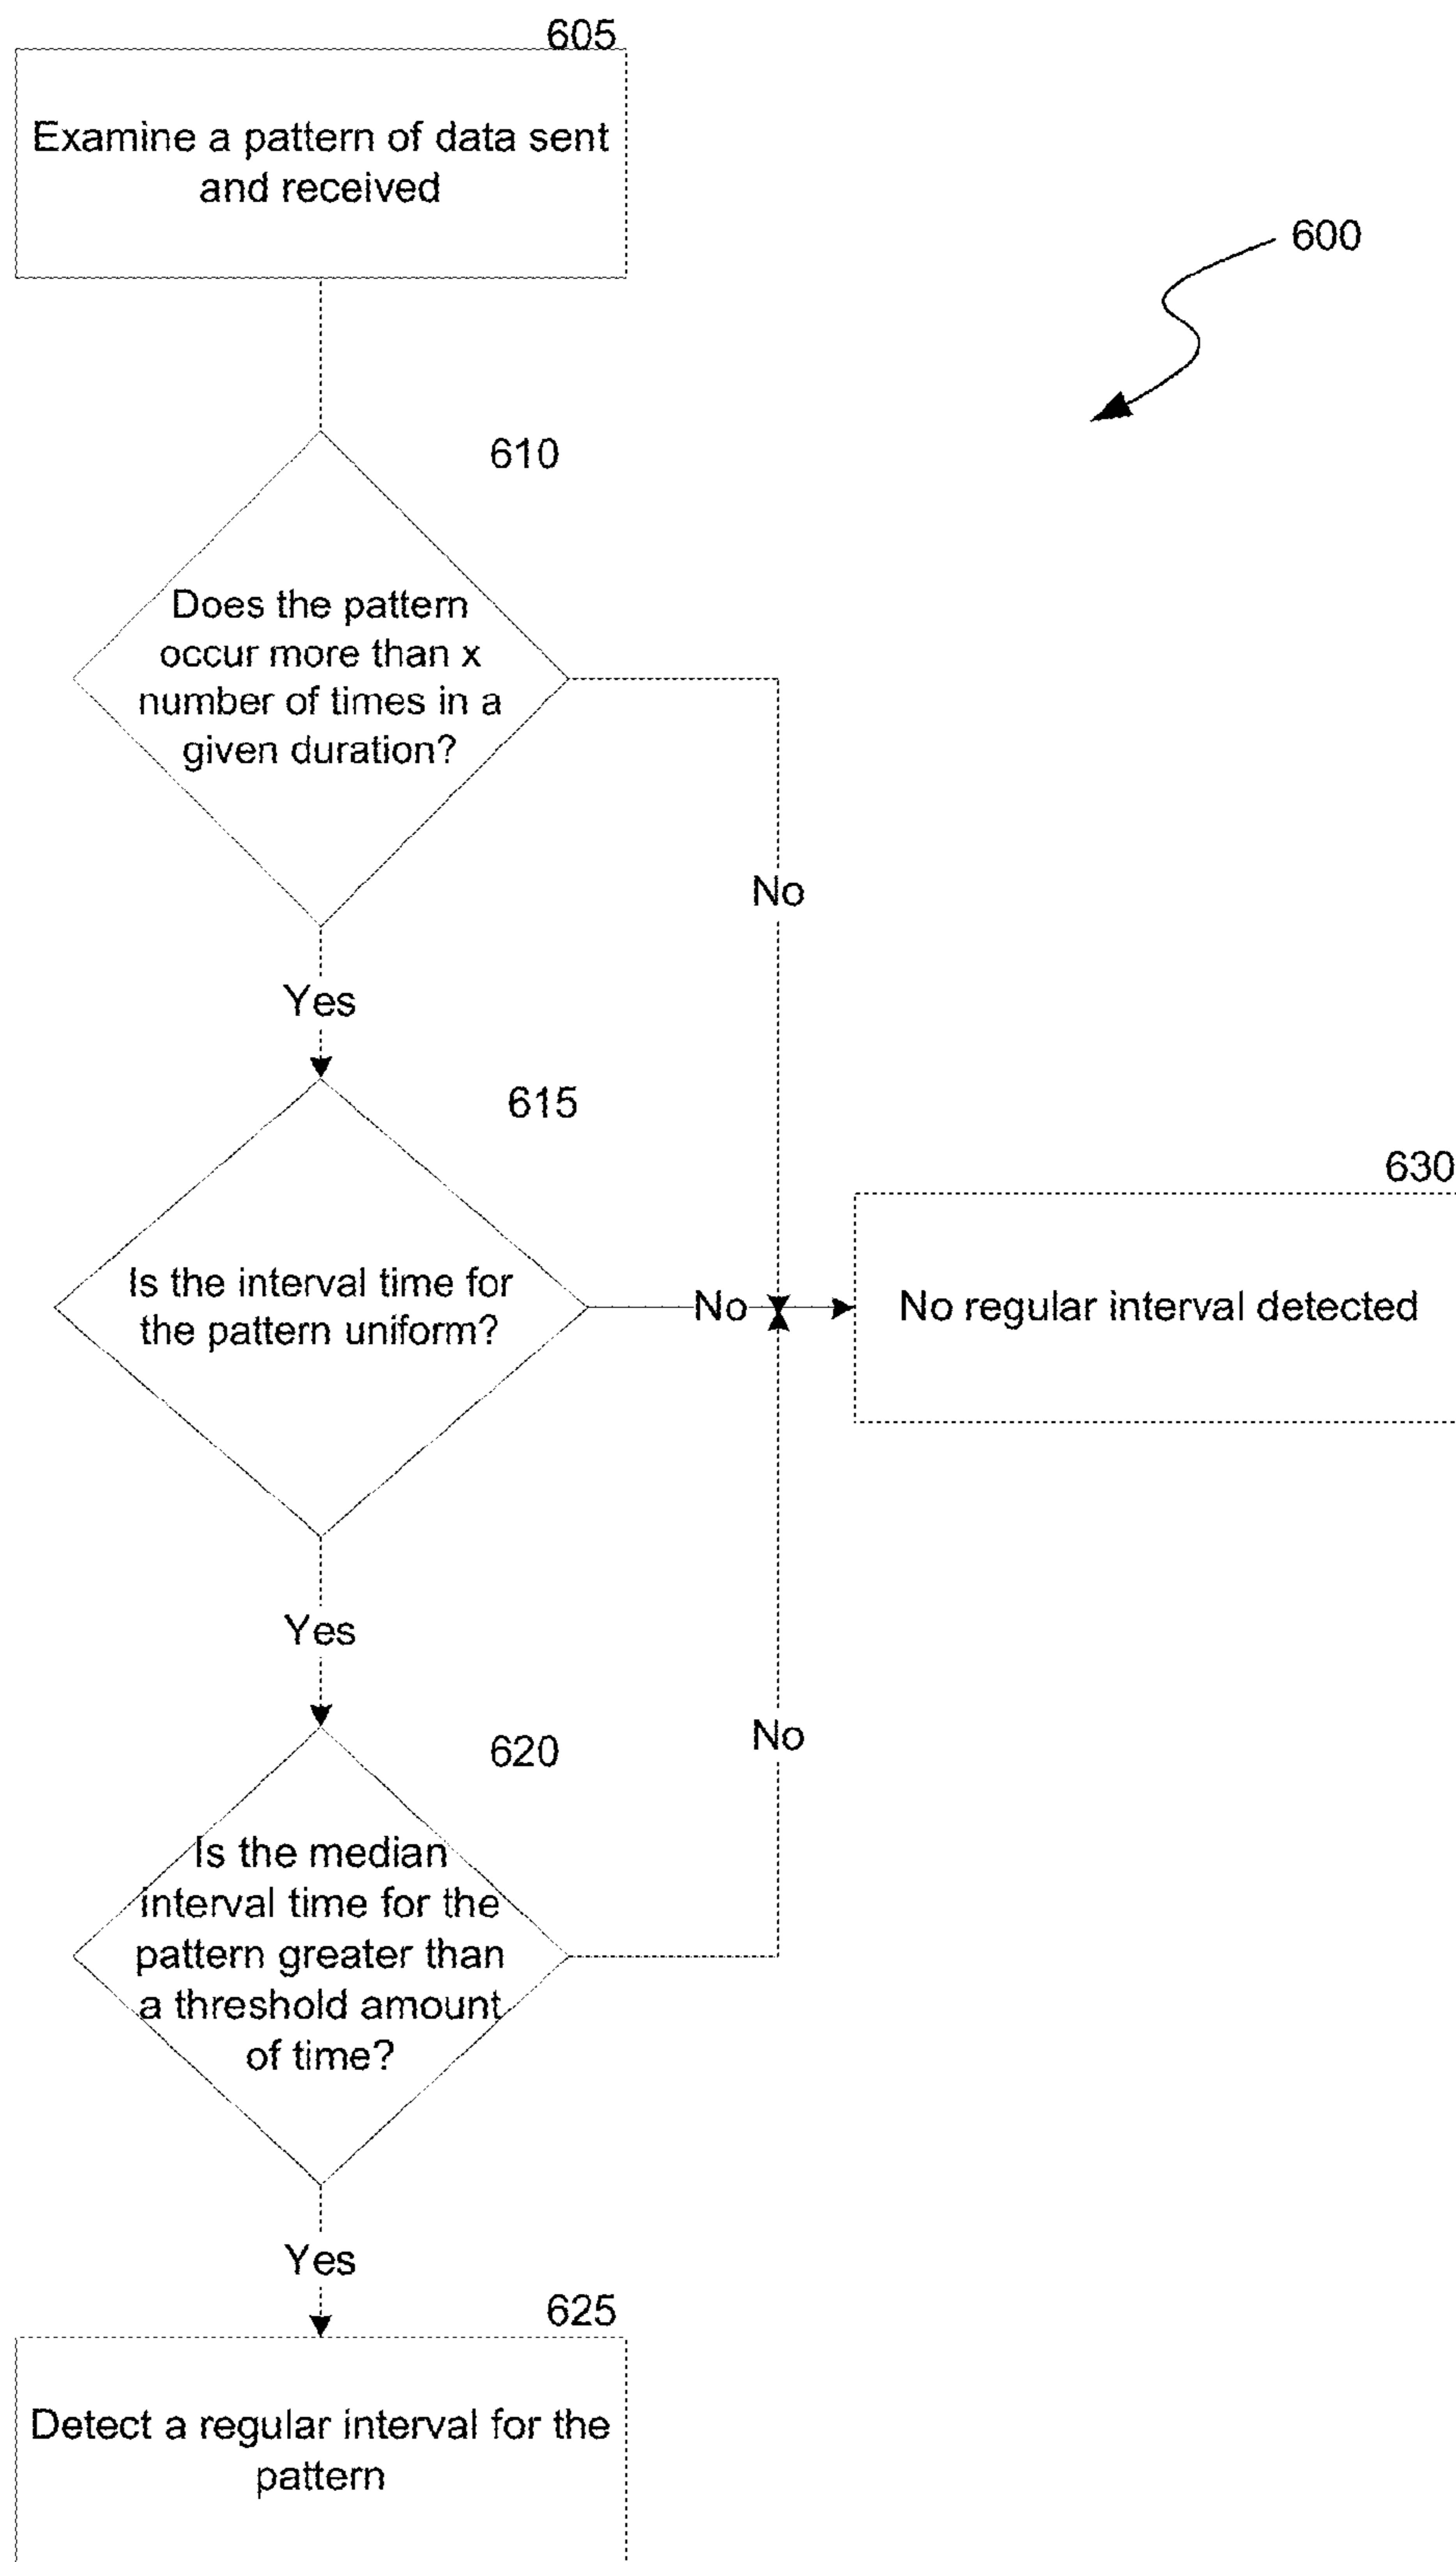 605
Examine a pattern of data sent
and received
600
610
Does the pattern
occur more than x
number of times in a
given duration?
No
Yes
615
630
Is the interval time for
the pattern uniform?
No
No regular interval detected
Yes
620
No
Is the median
interval time for the
pattern greater than
a threshold amount
of time?
Yes
625
Detect a regular interval for the
pattern